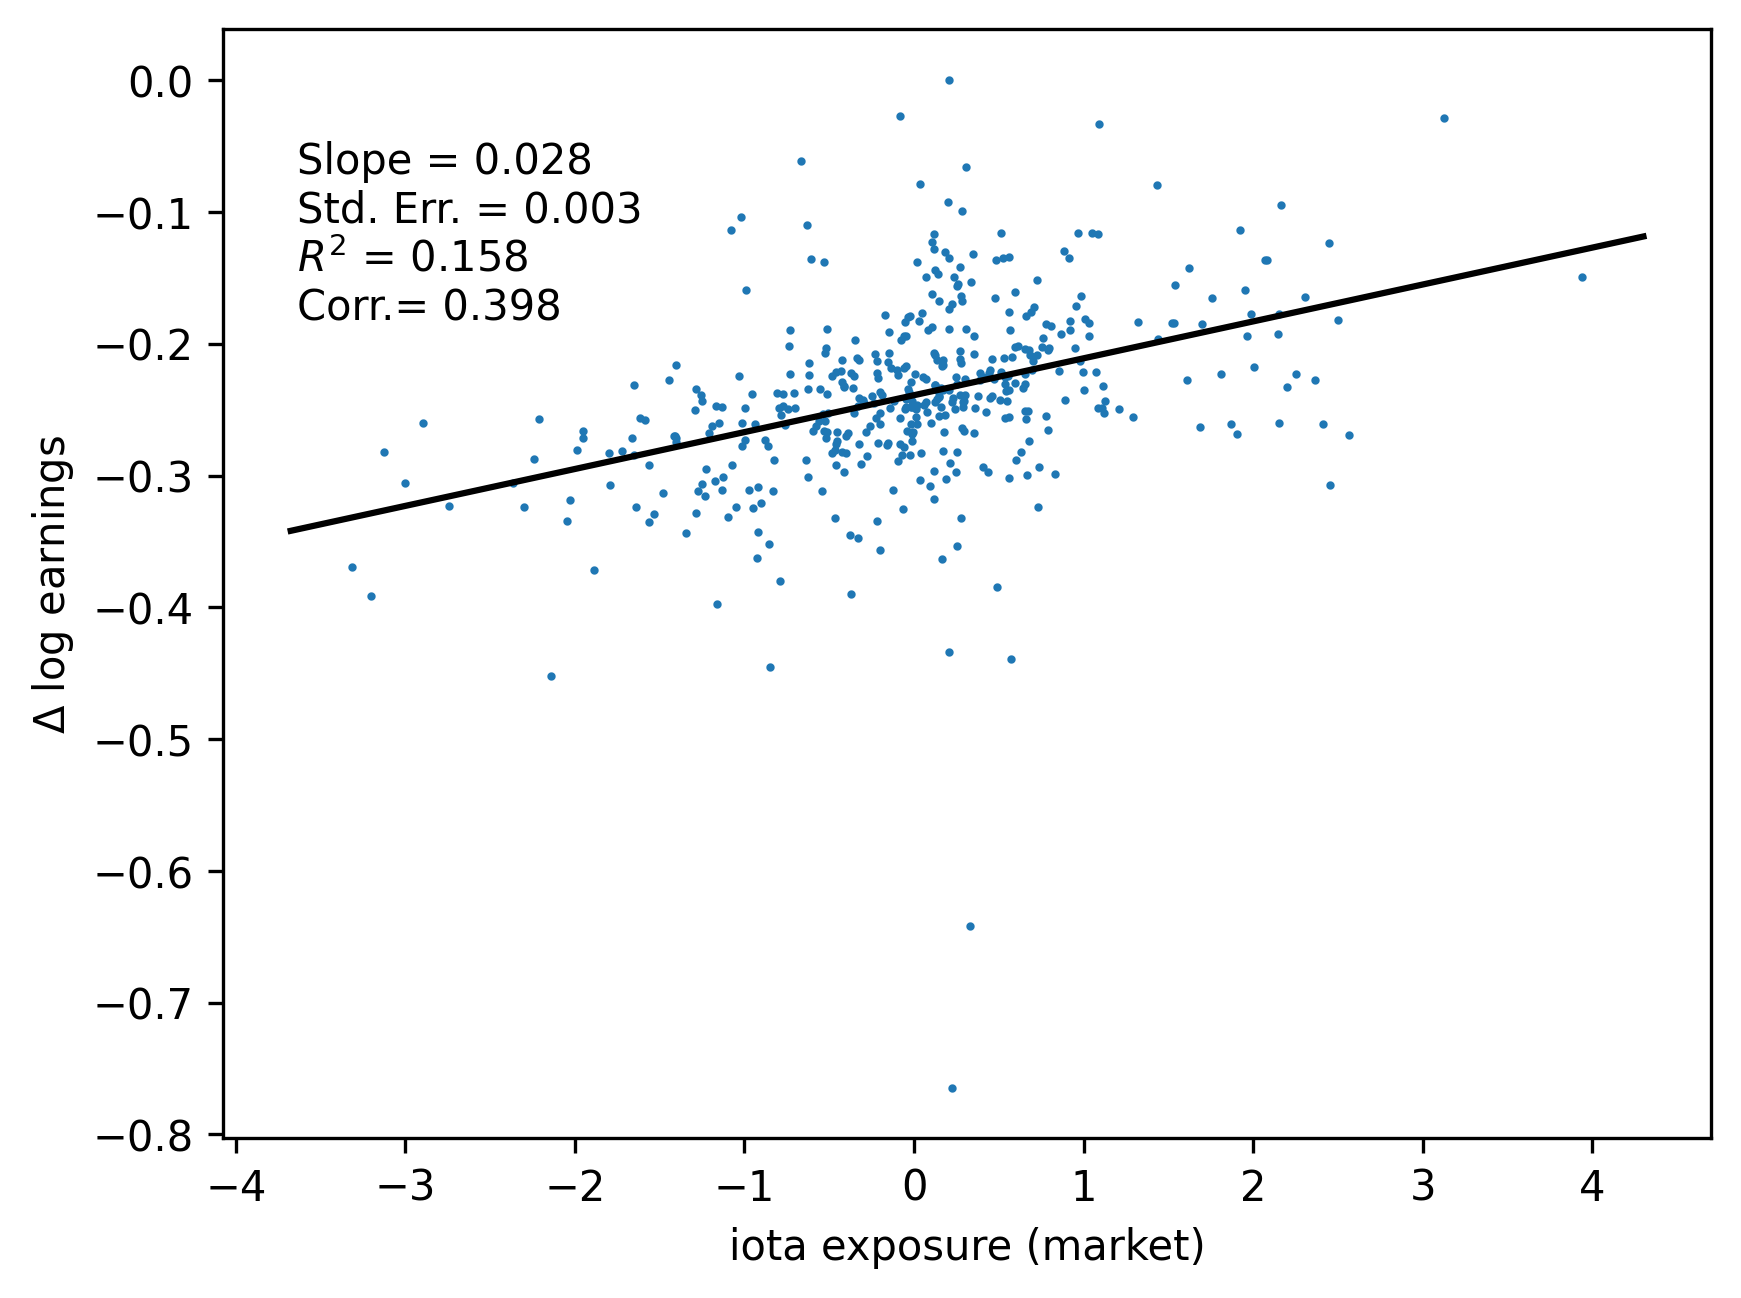 0.0
−0.1
−0.2
−0.3
−0.4
−0.5
−0.6
−0.7
−0.8
Δ log earnings
Slope = 0.028
Std. Err. = 0.003
R² = 0.158
Corr.= 0.398
−4 −3 −2 −1 0 1 2 3 4
iota exposure (market)